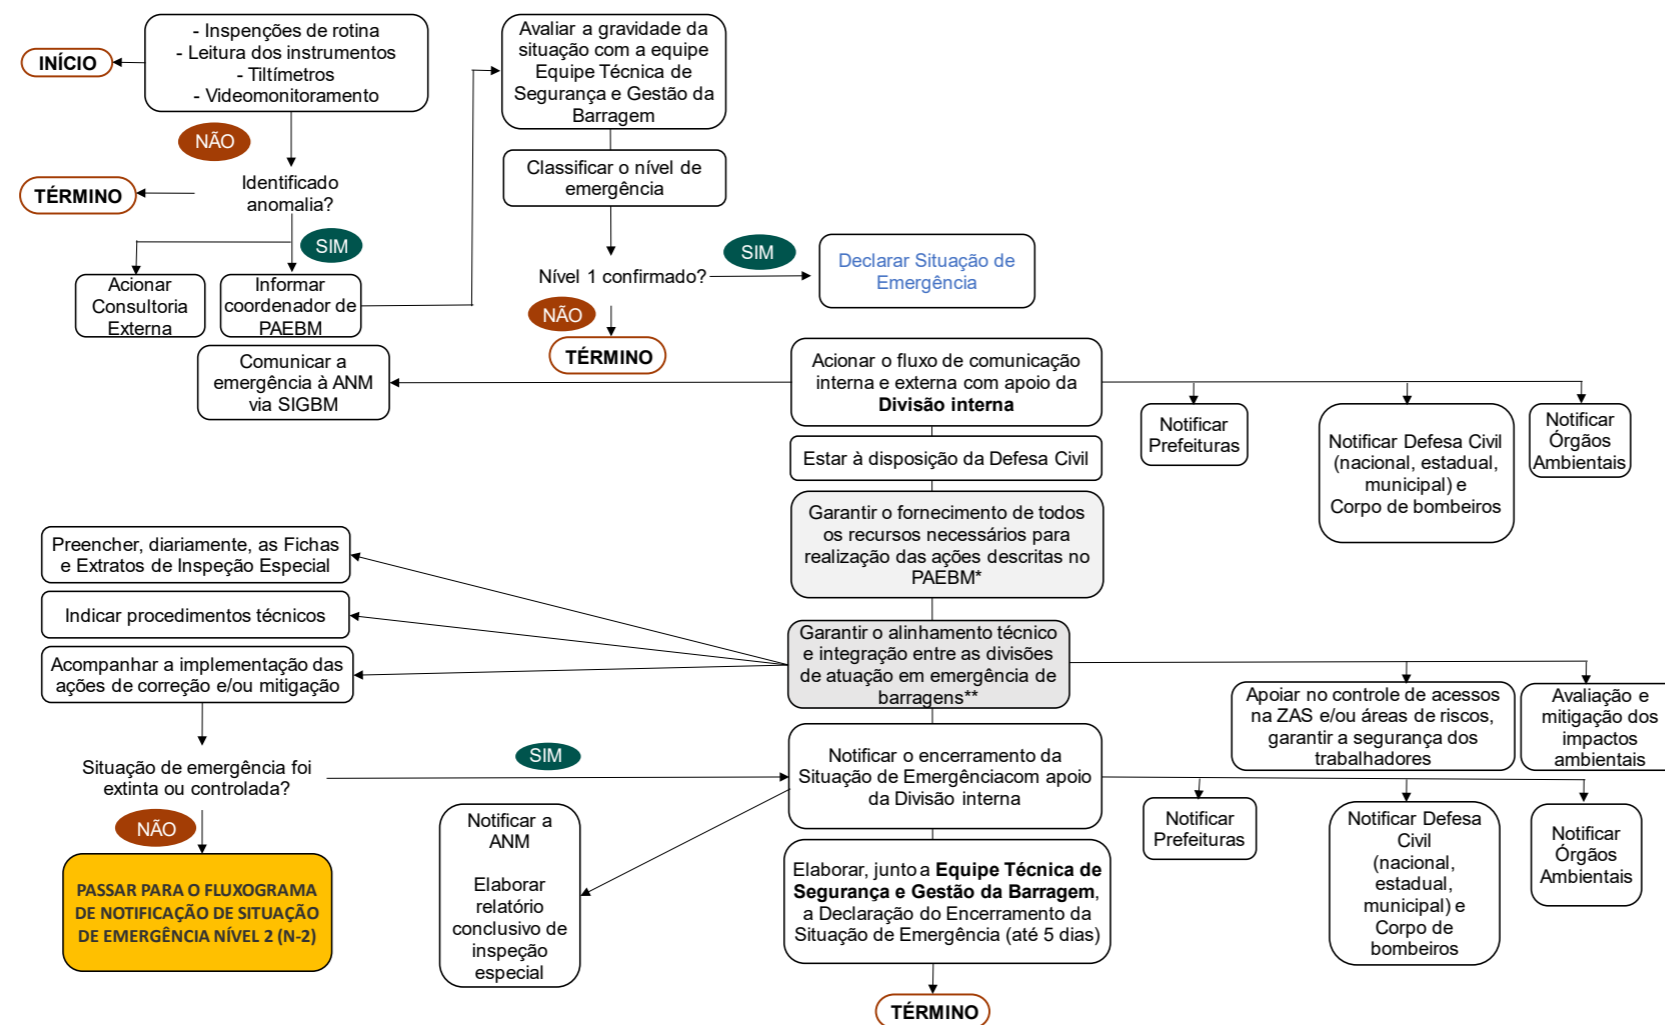 INÍCIO
- Inspenções de rotina
- Leitura dos instrumentos
- Tiltímetros
- Videomonitoramento
NÃO
TÉRMINO
Identificado
anomalia?
SIM
Acionar
Consultoria
Externa
Informar
coordenador de
PAEBM
Avaliar a gravidade da
situação com a equipe
Equipe Técnica de
Segurança e Gestão da
Barragem
Classificar o nível de
emergência
Nível 1 confirmado?
SIM
Declarar Situação de
Emergência
NÃO
TÉRMINO
Comunicar a
emergência à ANM
via SIGBM
Acionar o fluxo de comunicação
interna e externa com apoio da
Divisão interna
Notificar
Prefeituras
Notificar Defesa Civil
(nacional, estadual,
municipal) e
Corpo de bombeiros
Notificar
Órgãos
Ambientais
Estar à disposição da Defesa Civil
Garantir o fornecimento de todos
os recursos necessários para
realização das ações descritas no
PAEBM*
Preencher, diariamente, as Fichas
e Extratos de Inspeção Especial
Indicar procedimentos técnicos
Acompanhar a implementação das
ações de correção e/ou mitigação
Garantir o alinhamento técnico
e integração entre as divisões
de atuação em emergência de
barragens**
Apoiar no controle de acessos
na ZAS e/ou áreas de riscos,
garantir a segurança dos
trabalhadores
Avaliação e
mitigação dos
impactos
ambientais
Situação de emergência foi
extinta ou controlada?
SIM
NÃO
Notificar o encerramento da
Situação de Emergênciacom apoio
da Divisão interna
Notificar
Prefeituras
Notificar Defesa
Civil
(nacional,
estadual,
municipal) e
Corpo de
bombeiros
Notificar
Órgãos
Ambientais
Notificar a
ANM
Elaborar
relatório
conclusivo de
inspeção
especial
PASSAR PARA O FLUXOGRAMA
DE NOTIFICAÇÃO DE SITUAÇÃO
DE EMERGÊNCIA NÍVEL 2 (N-2)
Elaborar, junto a Equipe Técnica de
Segurança e Gestão da Barragem,
a Declaração do Encerramento da
Situação de Emergência (até 5 dias)
TÉRMINO